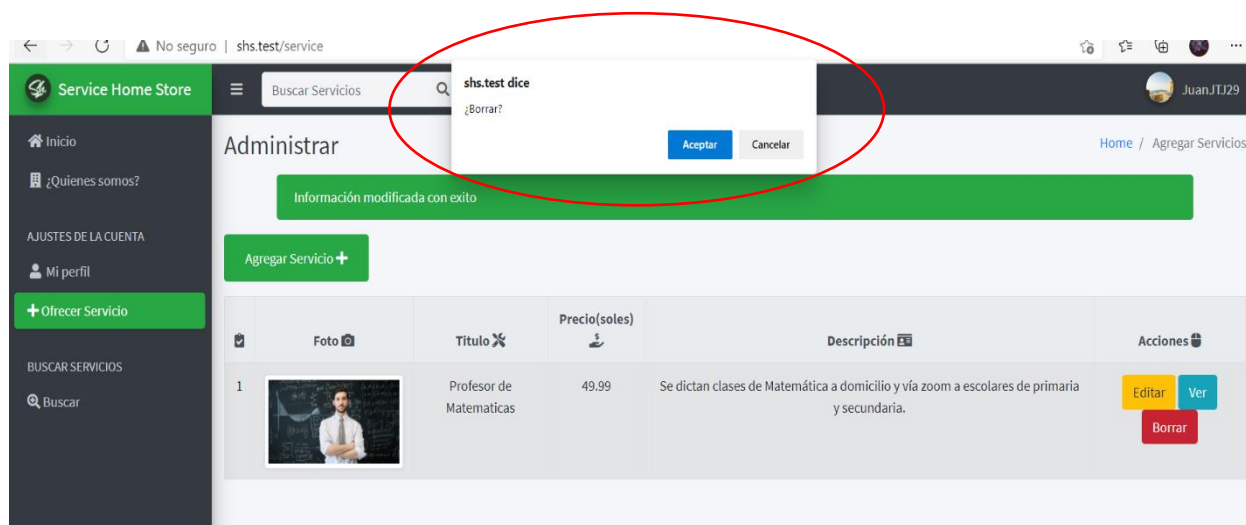 No seguro | shs.test/service
Service Home Store
Buscar Servicios
JuanJTJ29
shs.test dice
¿Borrar?
Aceptar Cancelar
Inicio
¿Quienes somos?
AJUSTES DE LA CUENTA
Mi perfil
Ofrecer Servicio
BUSCAR SERVICIOS
Buscar
Administrar
Home / Agregar Servicios
Información modificada con exito
Agregar Servicio
Foto Titulo Precio(soles) Descripción Acciones
1 Profesor de Matematicas 49.99 Se dictan clases de Matemática a domicilio y vía zoom a escolares de primaria
y secundaria.
Editar Ver
Borrar